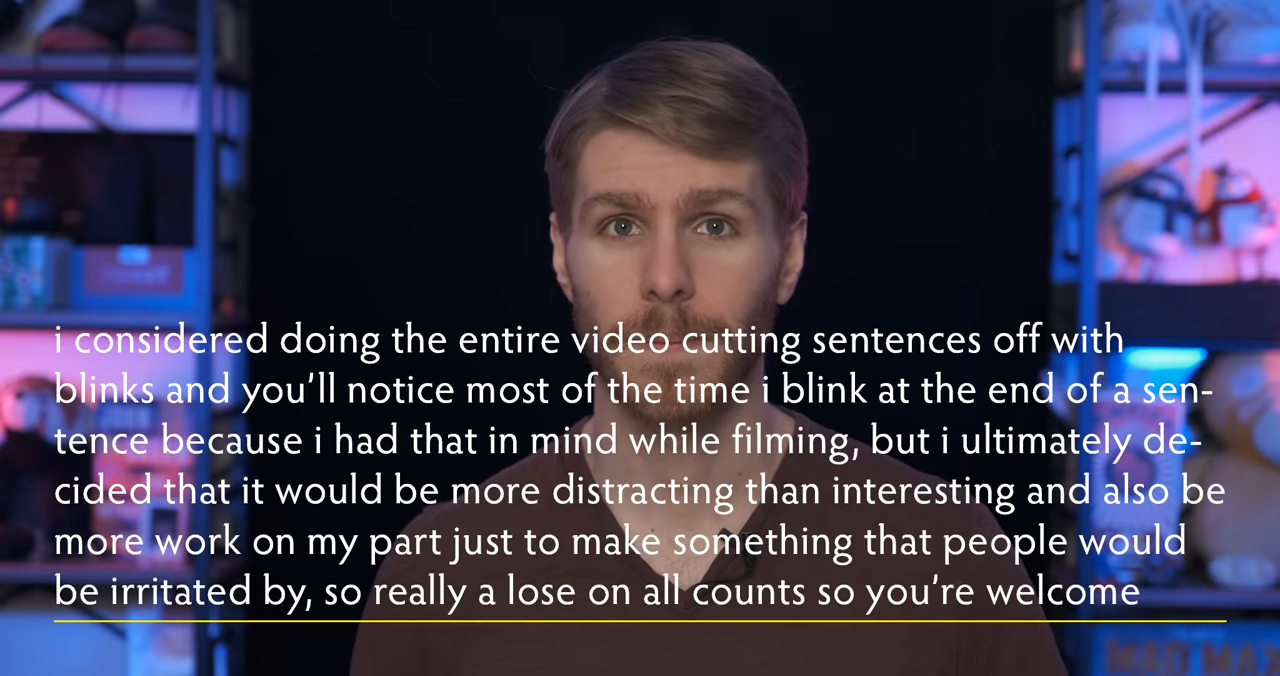 i considered doing the entire video cutting sentences off with
blinks and you’ll notice most of the time i blink at the end of a sen-
tence because i had that in mind while filming, but i ultimately de-
cided that it would be more distracting than interesting and also be
more work on my part just to make something that people would
be irritated by, so really a lose on all counts so you’re welcome
MAD MAX